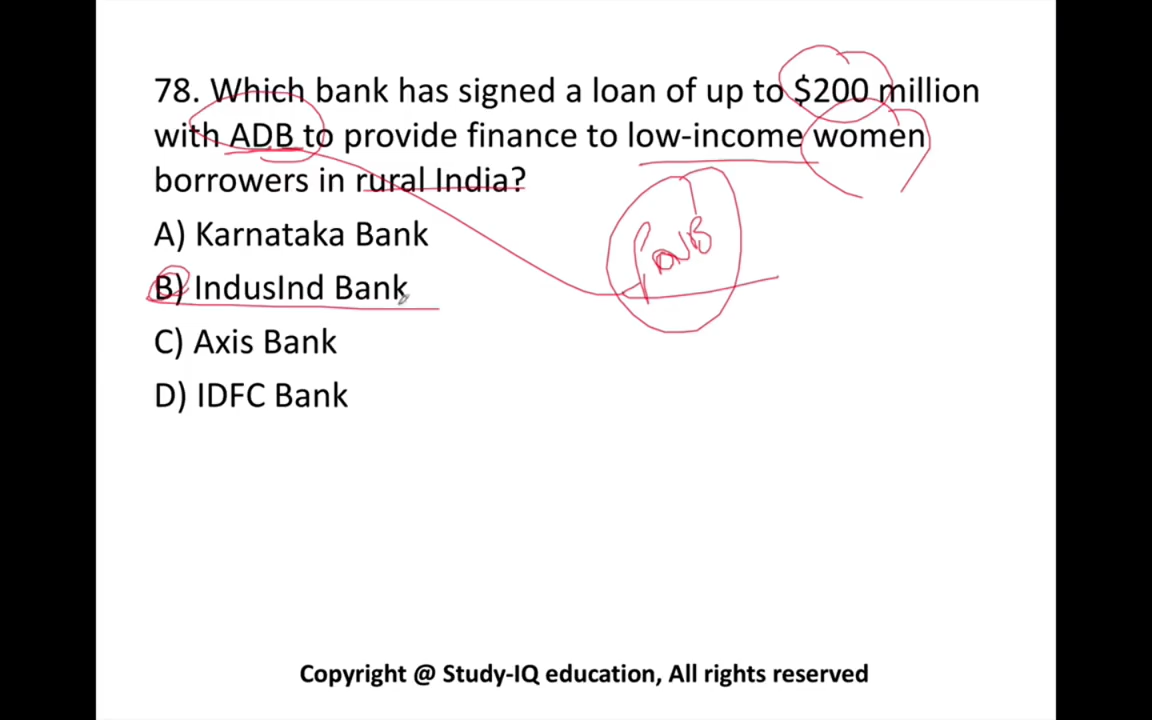 78. Which bank has signed a loan of up to $200 million
with ADB to provide finance to low-income women
borrowers in rural India?
A) Karnataka Bank
B) IndusInd Bank
C) Axis Bank
D) IDFC Bank
Copyright @ Study-IQ education, All rights reserved